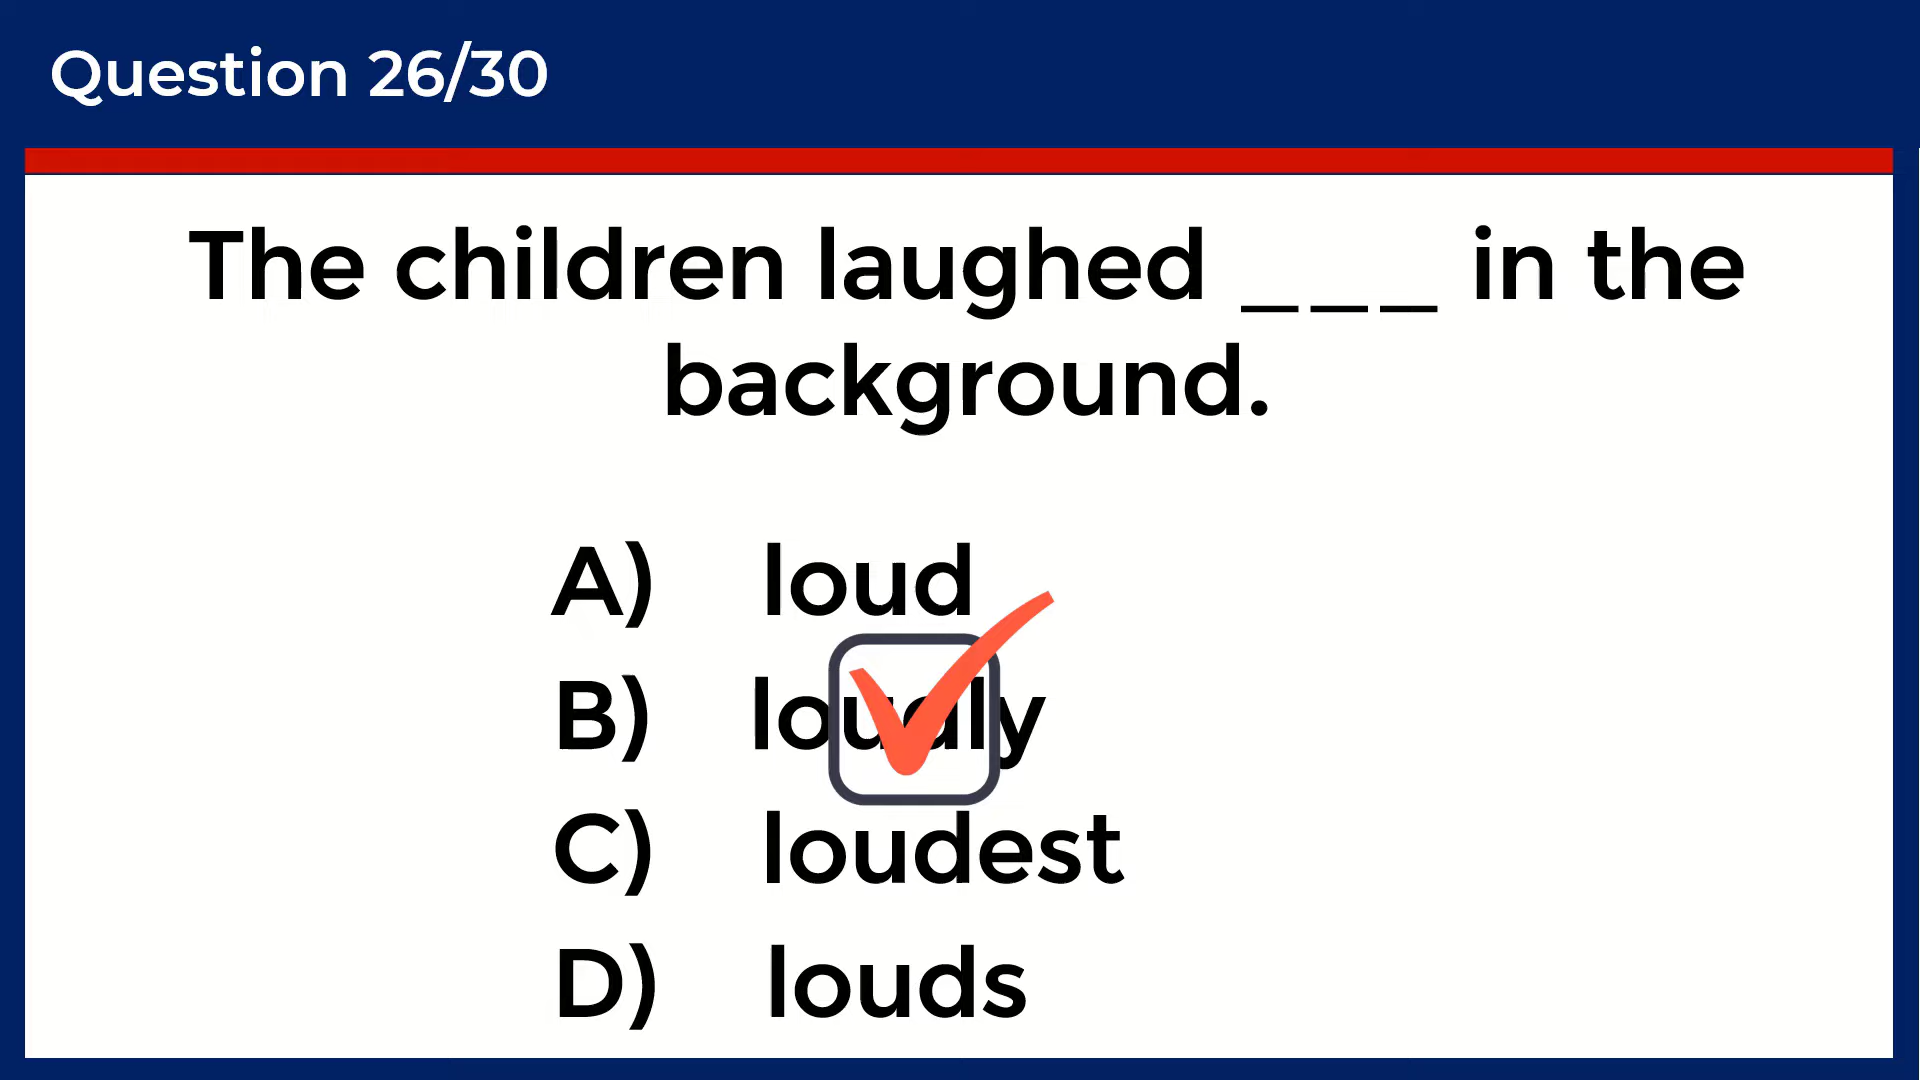 Question 26/30
The children laughed ___ in the
background.
A) loud
B) loudly
C) loudest
D) louds